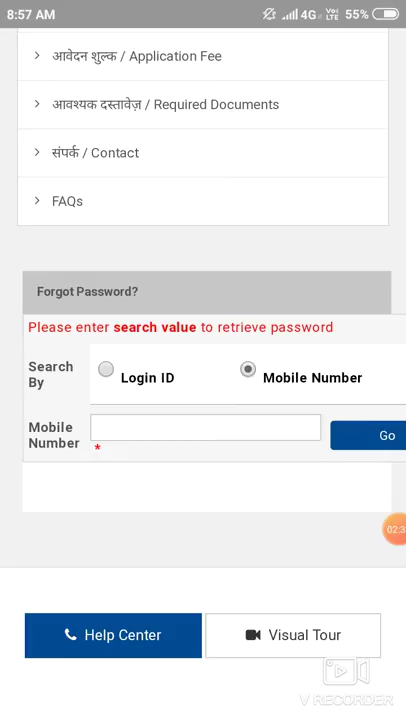 8:57 AM 4G VoLTE 55%
आवेदन शुल्क / Application Fee
आवश्यक दस्तावेज़ / Required Documents
संपर्क / Contact
FAQs
Forgot Password?
Please enter search value to retrieve password
Search By
Login ID
Mobile Number
Mobile Number
*
Go
02:3
Help Center
Visual Tour
V RECORDER